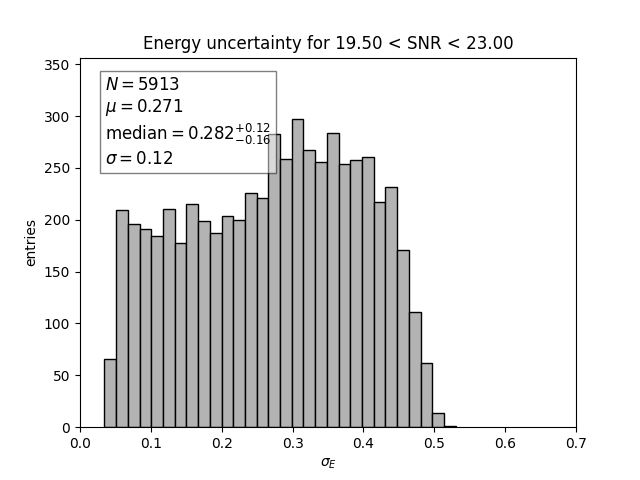 Energy uncertainty for 19.50 < SNR < 23.00
350
300
250
200
150
100
50
0
entries
N = 5913
μ = 0.271
median = 0.282 +0.12 −0.16
σ = 0.12
0.0 0.1 0.2 0.3 0.4 0.5 0.6 0.7
σE